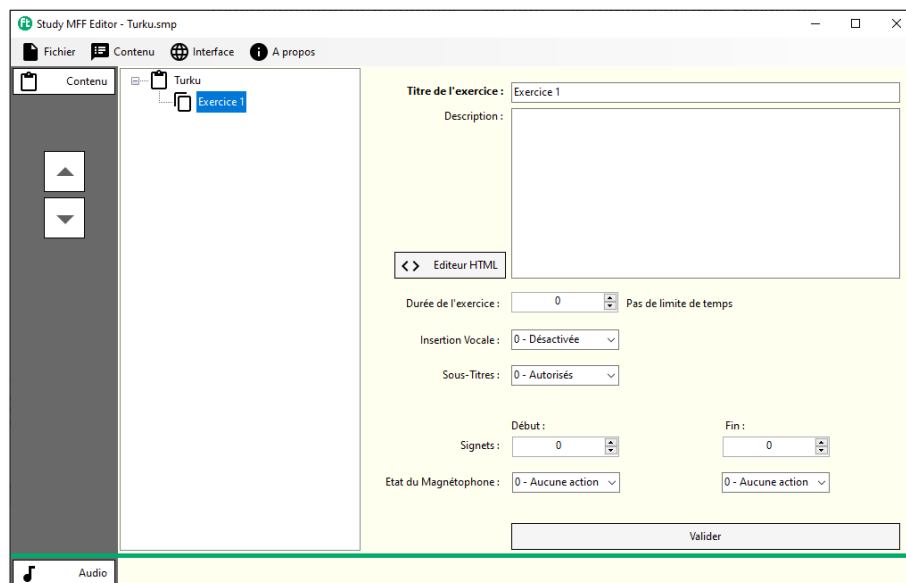 ft Study MFF Editor - Turku.smp
Fichier Contenu Interface A propos
Contenu
Turku
Exercice 1
Titre de l'exercice : Exercice 1
Description :
Editeur HTML
Durée de l'exercice : 0 Pas de limite de temps
Insertion Vocale : 0 - Désactivée
Sous-Titres : 0 - Autorisés
Début : Fin :
Signets : 0 0
Etat du Magnétophone : 0 - Aucune action 0 - Aucune action
Valider
Audio